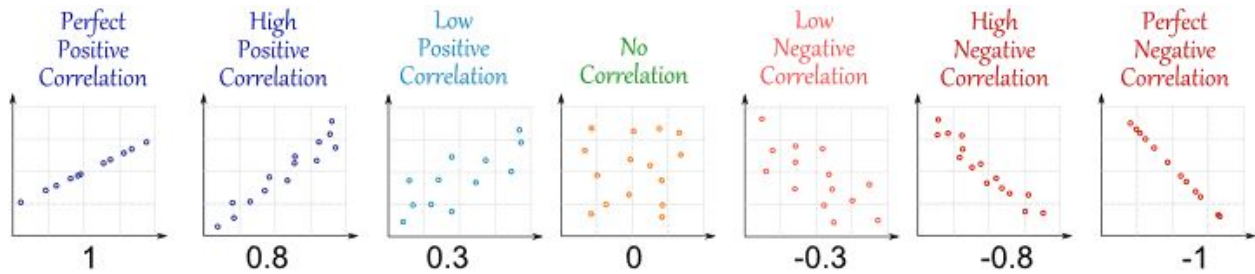 Perfect
Positive
Correlation
High
Positive
Correlation
Low
Positive
Correlation
No
Correlation
Low
Negative
Correlation
High
Negative
Correlation
Perfect
Negative
Correlation
1
0.8
0.3
0
-0.3
-0.8
-1